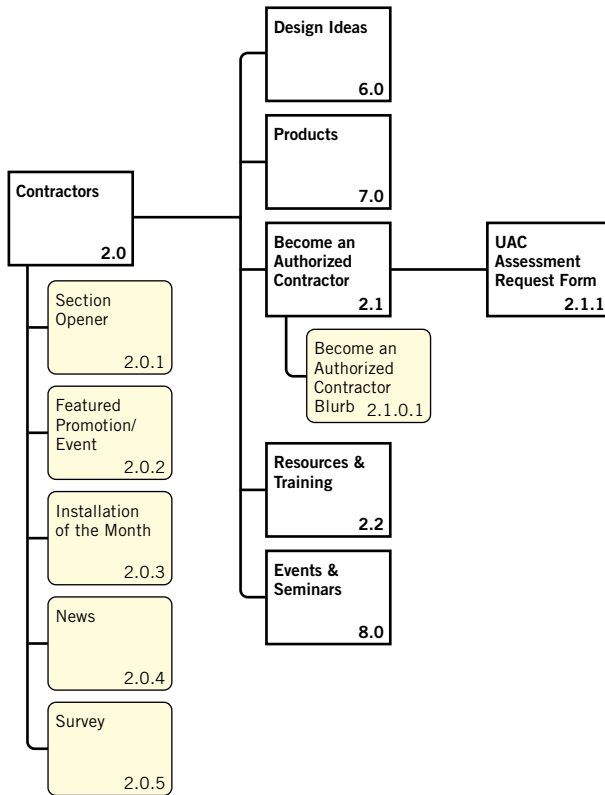 Design Ideas
6.0
Products
7.0
Contractors
2.0
Become an
Authorized
Contractor
2.1
UAC
Assessment
Request Form
2.1.1
Section
Opener
2.0.1
Become an
Authorized
Contractor
Blurb 2.1.0.1
Featured
Promotion/
Event
2.0.2
Resources &
Training
2.2
Installation
of the Month
2.0.3
Events &
Seminars
8.0
News
2.0.4
Survey
2.0.5